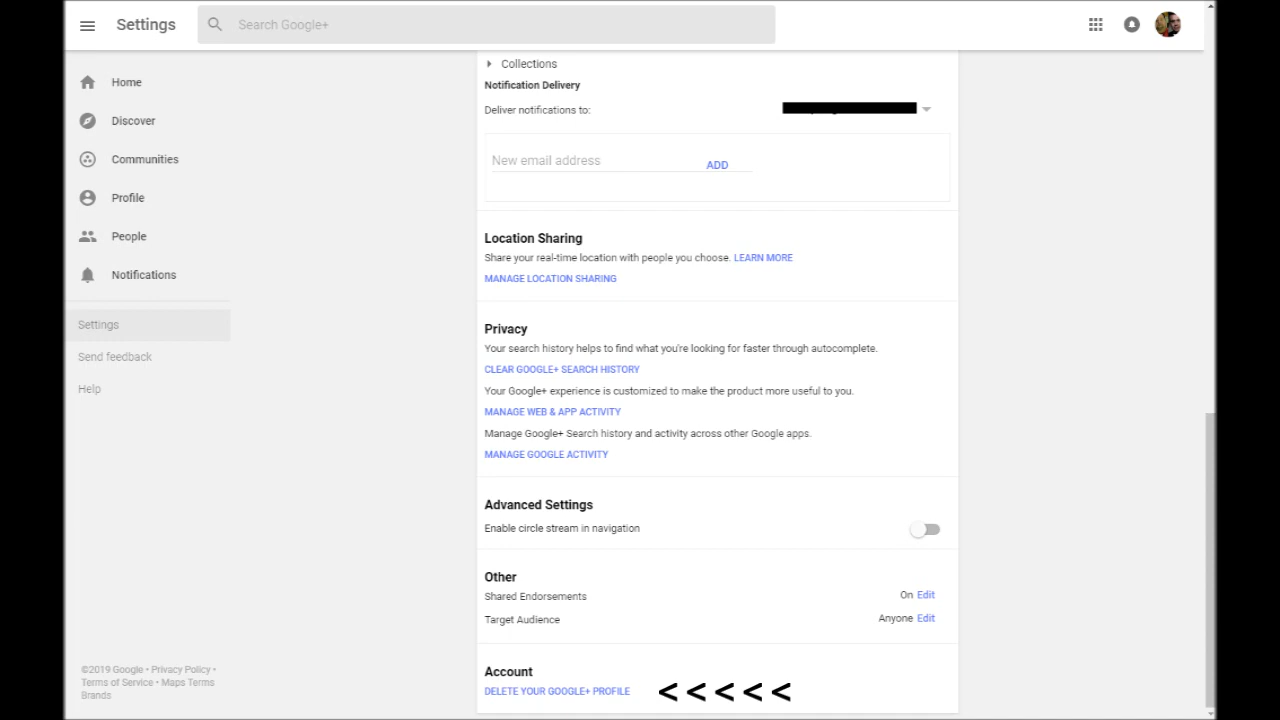 Settings
Search Google+
Home
Discover
Communities
Profile
People
Notifications
Settings
Send feedback
Help
©2019 Google • Privacy Policy •
Terms of Service • Maps Terms
Brands
Collections
Notification Delivery
Deliver notifications to:
New email address ADD
Location Sharing
Share your real-time location with people you choose. LEARN MORE
MANAGE LOCATION SHARING
Privacy
Your search history helps to find what you're looking for faster through autocomplete.
CLEAR GOOGLE+ SEARCH HISTORY
Your Google+ experience is customized to make the product more useful to you.
MANAGE WEB & APP ACTIVITY
Manage Google+ Search history and activity across other Google apps.
MANAGE GOOGLE ACTIVITY
Advanced Settings
Enable circle stream in navigation
Other
Shared Endorsements On Edit
Target Audience Anyone Edit
Account
DELETE YOUR GOOGLE+ PROFILE < < < < <